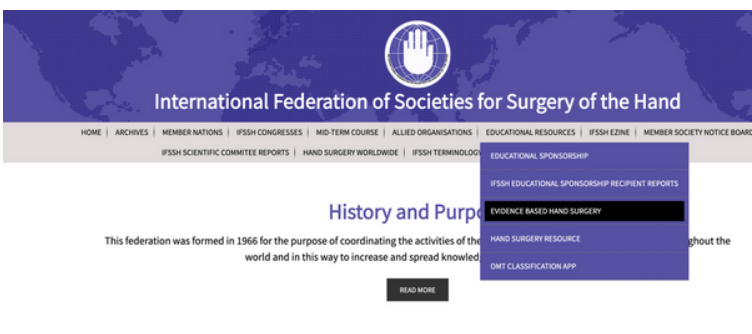 International Federation of Societies for Surgery of the Hand
HOME | ARCHIVES | MEMBER NATIONS | IFSSH CONGRESSES | MID-TERM COURSE | ALLIED ORGANISATIONS | EDUCATIONAL RESOURCES | IFSSH EZINE | MEMBER SOCIETY NOTICE BOARD
IFSSH SCIENTIFIC COMMITEE REPORTS | HAND SURGERY WORLDWIDE | IFSSH TERMINOLOGY
EDUCATIONAL SPONSORSHIP
IFSSH EDUCATIONAL SPONSORSHIP RECIPIENT REPORTS
EVIDENCE BASED HAND SURGERY
HAND SURGERY RESOURCE
OMT CLASSIFICATION APP
History and Purpo
This federation was formed in 1966 for the purpose of coordinating the activities of the ghout the
world and in this way to increase and spread knowled
READ MORE